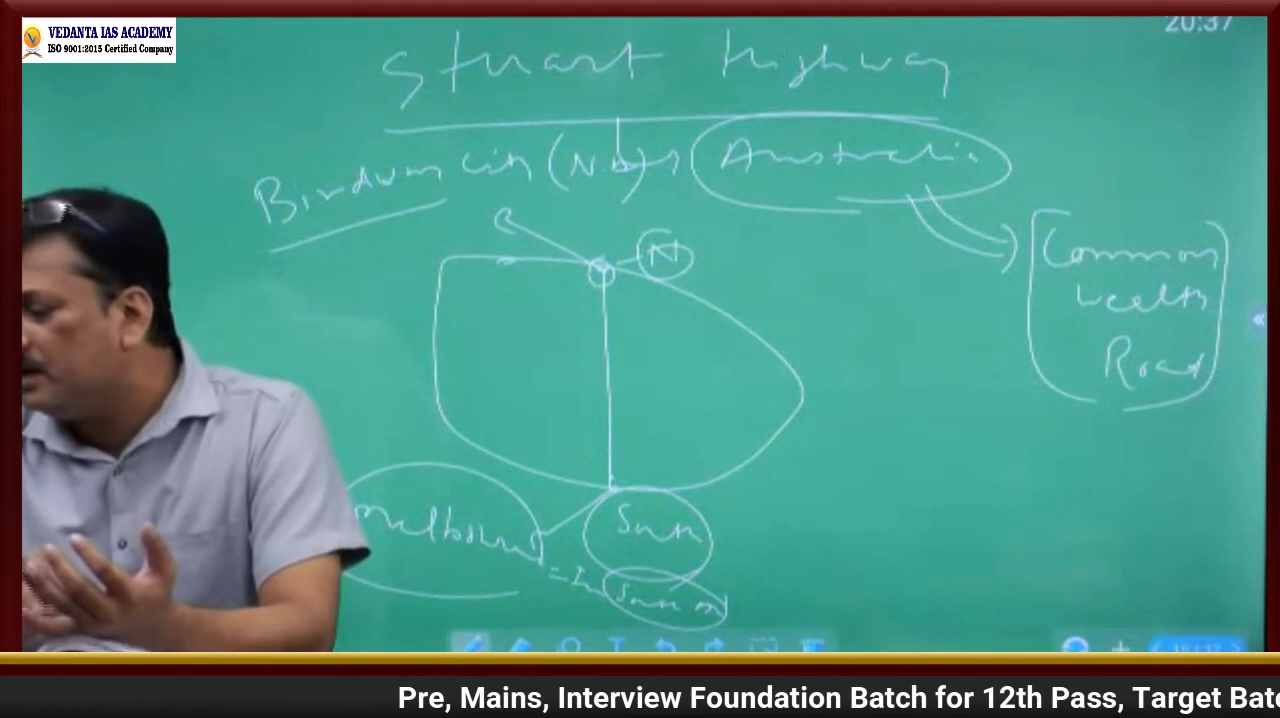 VEDANTA IAS ACADEMY
ISO 9001:2015 Certified Company
20:37
Stuart Highway
Birdum City (N.
Australia
N
Common
Wealth
Road
Melbourne
Pre, Mains, Interview Foundation Batch for 12th Pass, Target Batc